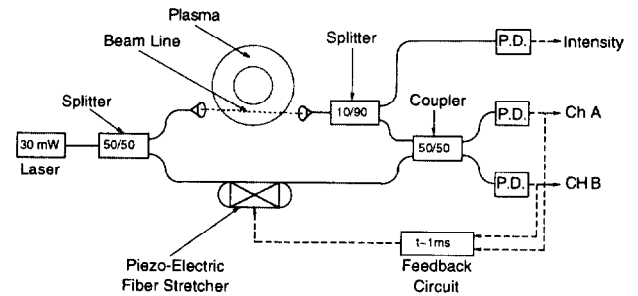 Plasma
Beam Line
Splitter
P.D.
Intensity
Splitter
10/90
Coupler
P.D.
Ch A
30 mW
50/50
50/50
Laser
P.D.
CH B
t~1ms
Piezo-Electric
Fiber Stretcher
Feedback
Circuit